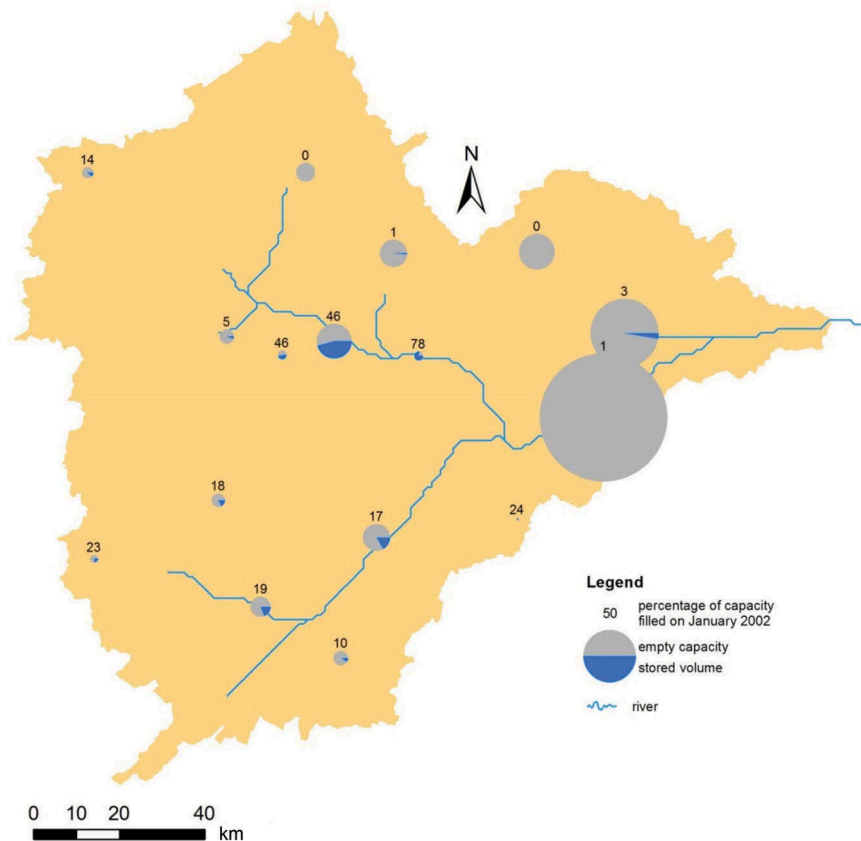 14
0
N
1
0
3
5
46
46
78
1
18
17
24
23
19
10
Legend
50 percentage of capacity
filled on January 2002
empty capacity
stored volume
river
0 10 20 40
km